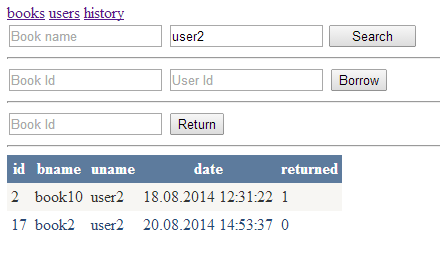 books users history
Book name user2 Search
Book Id User Id Borrow
Book Id Return
id bname uname date returned
2 book10 user2 18.08.2014 12:31:22 1
17 book2 user2 20.08.2014 14:53:37 0